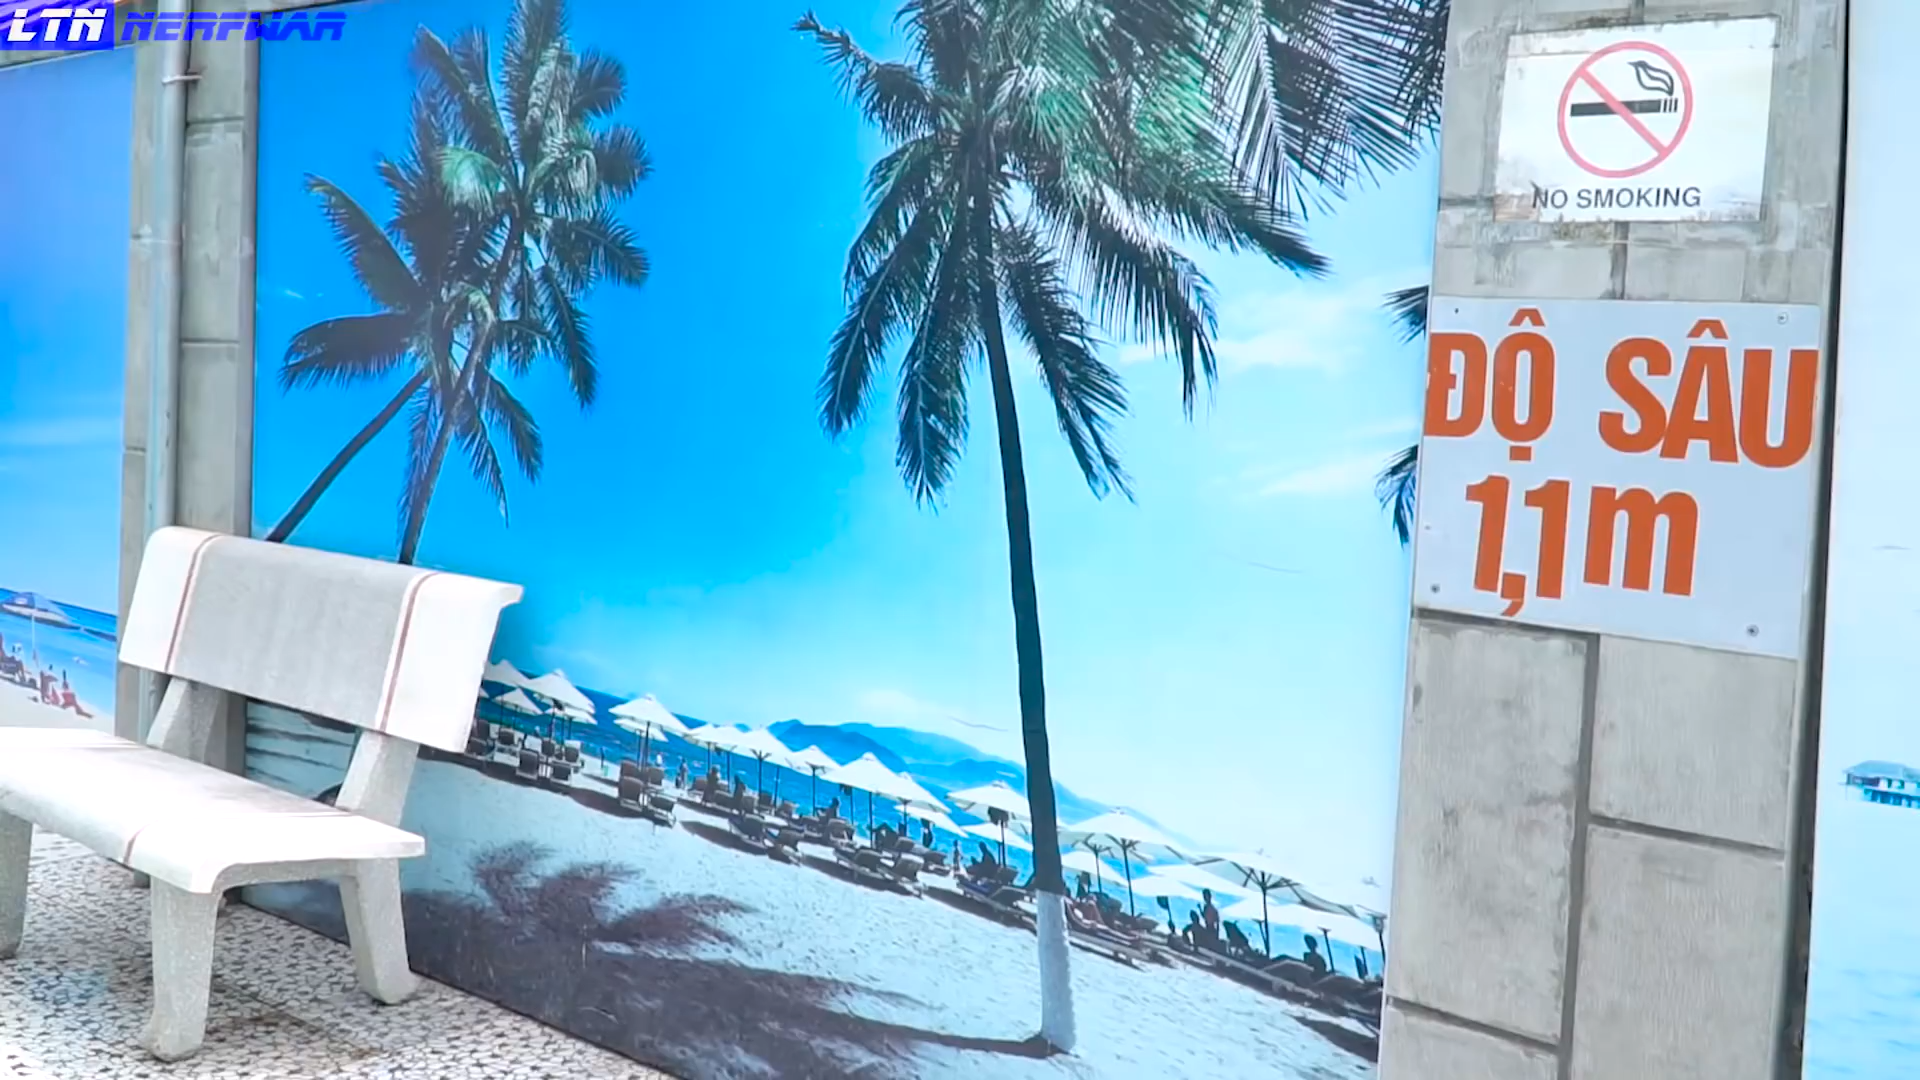 LTN NERFWAR
NO SMOKING
ĐỘ SÂU
1,1m